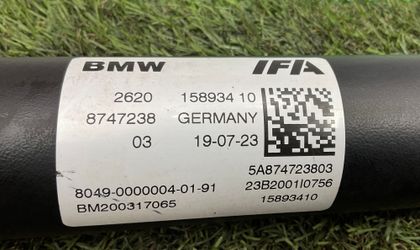 BMW IFA
2620 158934 10
8747238 GERMANY
03 19-07-23
5A874723803
8049-0000004-01-91 23B2001I0756
BM200317065 15893410